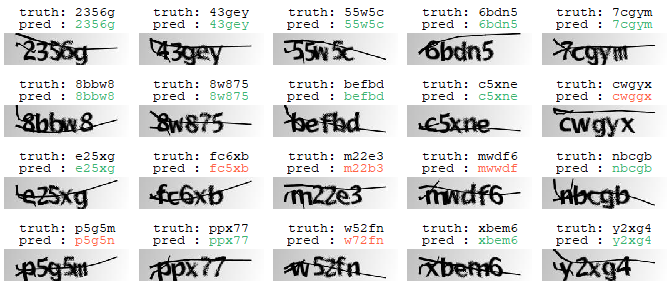 truth: 2356g truth: 43gey truth: 55w5c truth: 6bdn5 truth: 7cgym
pred : 2356g pred : 43gey pred : 55w5c pred : 6bdn5 pred : 7cgym
2356g 43gey 55w5c 6bdn5 7cgym
truth: 8bbw8 truth: 8w875 truth: befbd truth: c5xne truth: cwgyx
pred : 8bbw8 pred : 8w875 pred : befbd pred : c5xne pred : cwggx
8bbw8 8w875 befbd c5xne cwgyx
truth: e25xg truth: fc6xb truth: m22e3 truth: mwdf6 truth: nbcgb
pred : e25xg pred : fc5xb pred : m22b3 pred : mwwdf pred : nbcgb
e25xg fc6xb m22e3 mwdf6 nbcgb
truth: p5g5m truth: ppx77 truth: w52fn truth: xbem6 truth: y2xg4
pred : p5g5n pred : ppx77 pred : w72fn pred : xbem6 pred : y2xg4
p5g5m ppx77 w52fn xbem6 y2xg4